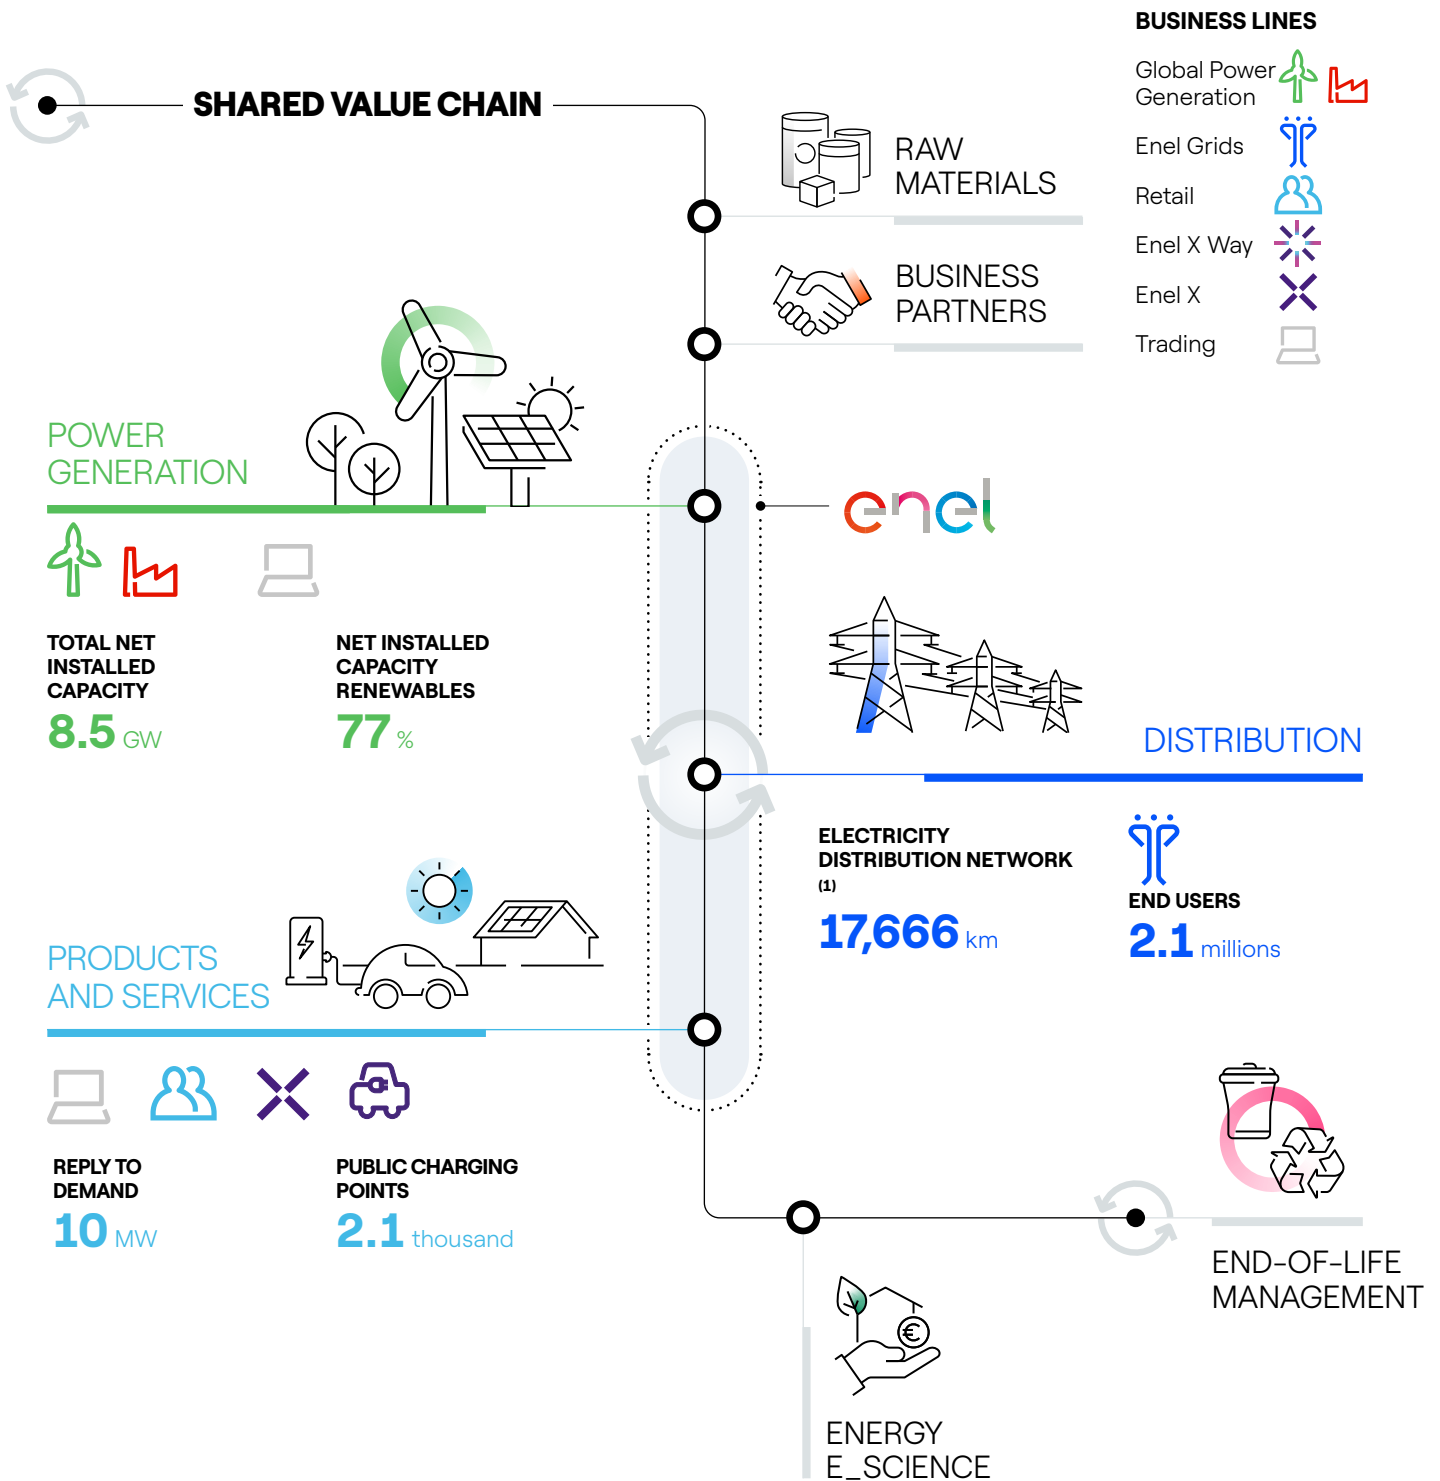 BUSINESS LINES
Global Power
Generation
Enel Grids
Retail
Enel X Way
Enel X
Trading
SHARED VALUE CHAIN
RAW
MATERIALS
BUSINESS
PARTNERS
POWER
GENERATION
enel
TOTAL NET
INSTALLED
CAPACITY
8.5 GW
NET INSTALLED
CAPACITY
RENEWABLES
77 %
DISTRIBUTION
ELECTRICITY
DISTRIBUTION NETWORK
(1)
17,666 km
END USERS
2.1 millions
PRODUCTS
AND SERVICES
REPLY TO
DEMAND
10 MW
PUBLIC CHARGING
POINTS
2.1 thousand
€
END-OF-LIFE
MANAGEMENT
ENERGY
E_SCIENCE